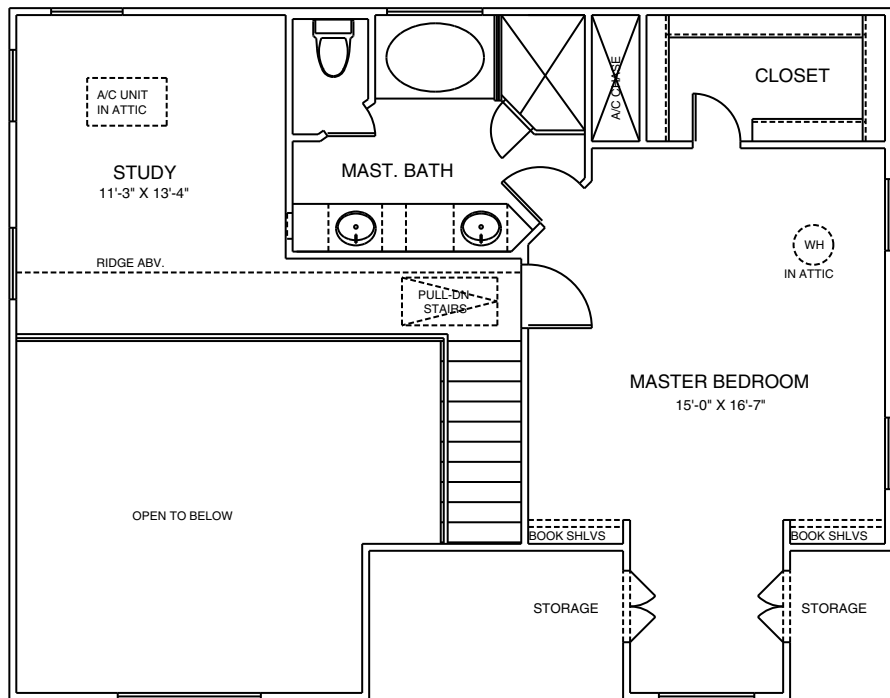 A/C UNIT
IN ATTIC
STUDY
11'-3" X 13'-4"
MAST. BATH
A/C CHASE
CLOSET
RIDGE ABV.
PULL-DN
STAIRS
WH
IN ATTIC
MASTER BEDROOM
15'-0" X 16'-7"
OPEN TO BELOW
BOOK SHLVS
BOOK SHLVS
STORAGE
STORAGE